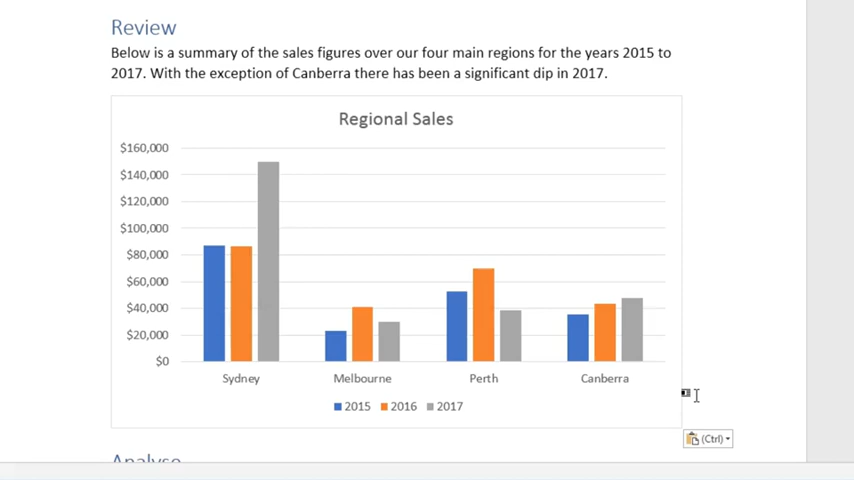 Review
Below is a summary of the sales figures over our four main regions for the years 2015 to
2017. With the exception of Canberra there has been a significant dip in 2017.
Regional Sales
$160,000
$140,000
$120,000
$100,000
$80,000
$60,000
$40,000
$20,000
$0
Sydney Melbourne Perth Canberra
2015 2016 2017
(Ctrl)
Analyse